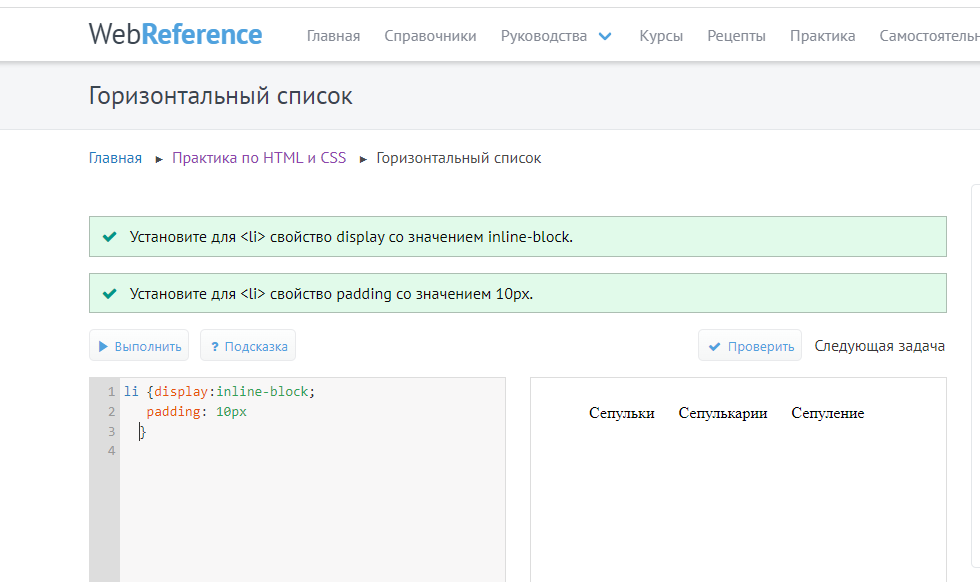 WebReference Главная Справочники Руководства Курсы Рецепты Практика Самостоятельн
Горизонтальный список
Главная ► Практика по HTML и CSS ► Горизонтальный список
Установите для <li> свойство display со значением inline-block.
Установите для <li> свойство padding со значением 10px.
Выполнить ? Подсказка Проверить Следующая задача
1 li {display:inline-block;
2 padding: 10px
3 }
4
Сепульки Сепулькарии Сепуление